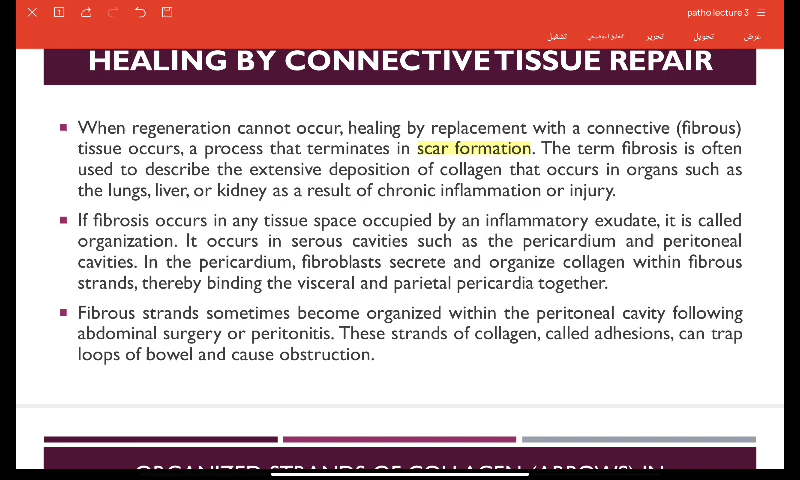 1
patho lecture 3
عرض
تحويل
تحرير
تشغيل
HEALING BY CONNECTIVE TISSUE REPAIR
When regeneration cannot occur, healing by replacement with a connective (fibrous)
tissue occurs, a process that terminates in scar formation. The term fibrosis is often
used to describe the extensive deposition of collagen that occurs in organs such as
the lungs, liver, or kidney as a result of chronic inflammation or injury.
If fibrosis occurs in any tissue space occupied by an inflammatory exudate, it is called
organization. It occurs in serous cavities such as the pericardium and peritoneal
cavities. In the pericardium, fibroblasts secrete and organize collagen within fibrous
strands, thereby binding the visceral and parietal pericardia together.
Fibrous strands sometimes become organized within the peritoneal cavity following
abdominal surgery or peritonitis. These strands of collagen, called adhesions, can trap
loops of bowel and cause obstruction.
ORGANIZED STRANDS OF COLLAGEN (ARROWS) IN